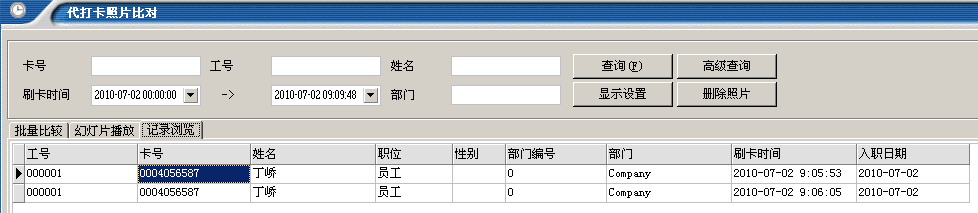 代打卡照片比对
卡号 工号 姓名 查询(F) 高级查询
刷卡时间 2010-07-02 00:00:00 -> 2010-07-02 09:09:48 部门 显示设置 删除照片
批量比较 幻灯片播放 记录浏览
工号 卡号 姓名 职位 性别 部门编号 部门 刷卡时间 入职日期
000001 0004056587 丁峤 员工 0 Company 2010-07-02 9:05:53 2010-07-02
000001 0004056587 丁峤 员工 0 Company 2010-07-02 9:06:05 2010-07-02